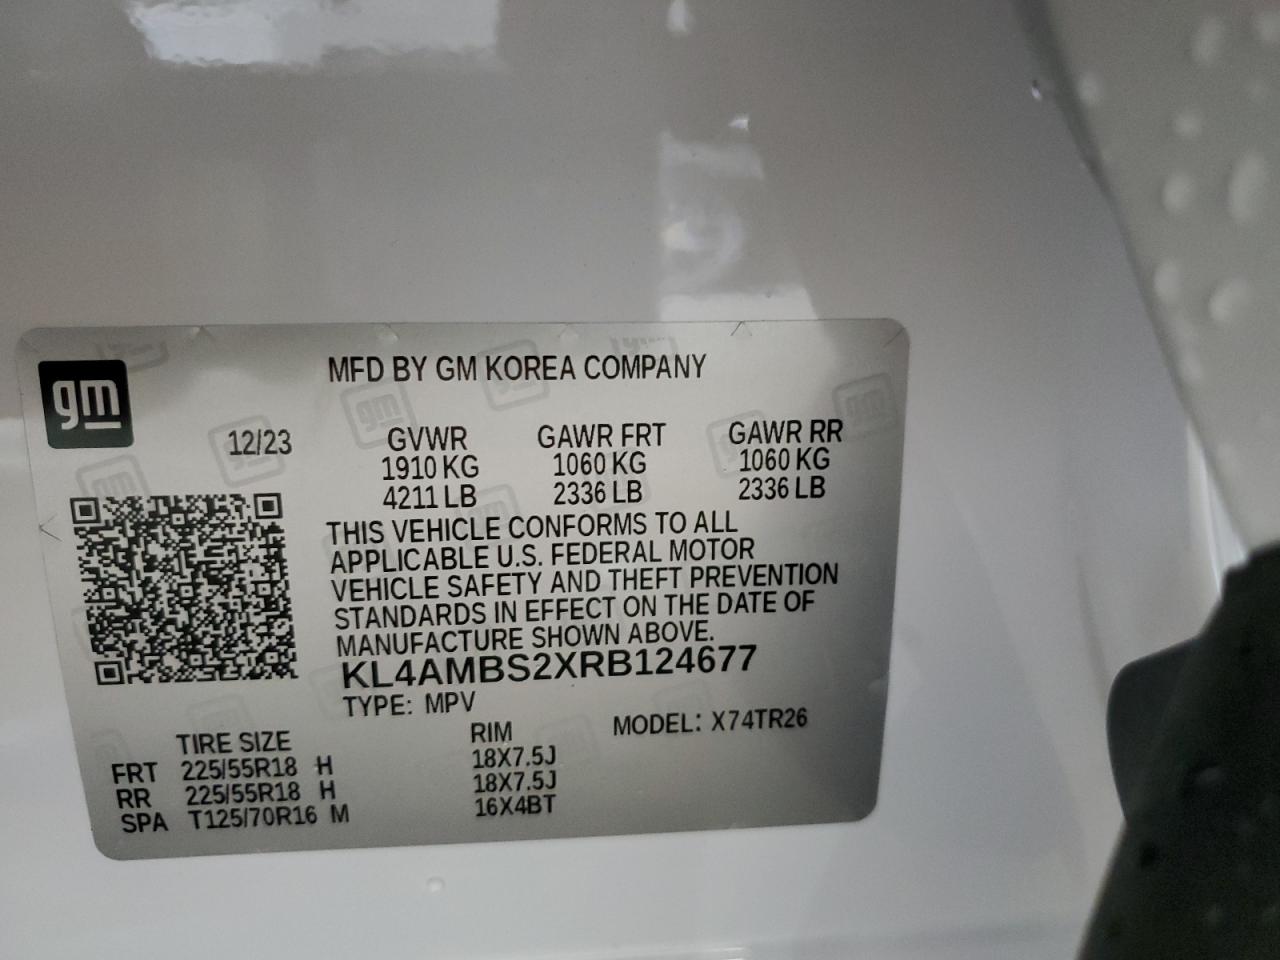 gm
MFD BY GM KOREA COMPANY
12/23 GVWR GAWR FRT GAWR RR
1910 KG 1060 KG 1060 KG
4211 LB 2336 LB 2336 LB
THIS VEHICLE CONFORMS TO ALL
APPLICABLE U.S. FEDERAL MOTOR
VEHICLE SAFETY AND THEFT PREVENTION
STANDARDS IN EFFECT ON THE DATE OF
MANUFACTURE SHOWN ABOVE.
KL4AMBS2XRB124677
TYPE: MPV MODEL: X74TR26
TIRE SIZE RIM
FRT 225/55R18 H 18X7.5J
RR 225/55R18 H 18X7.5J
SPA T125/70R16 M 16X4BT